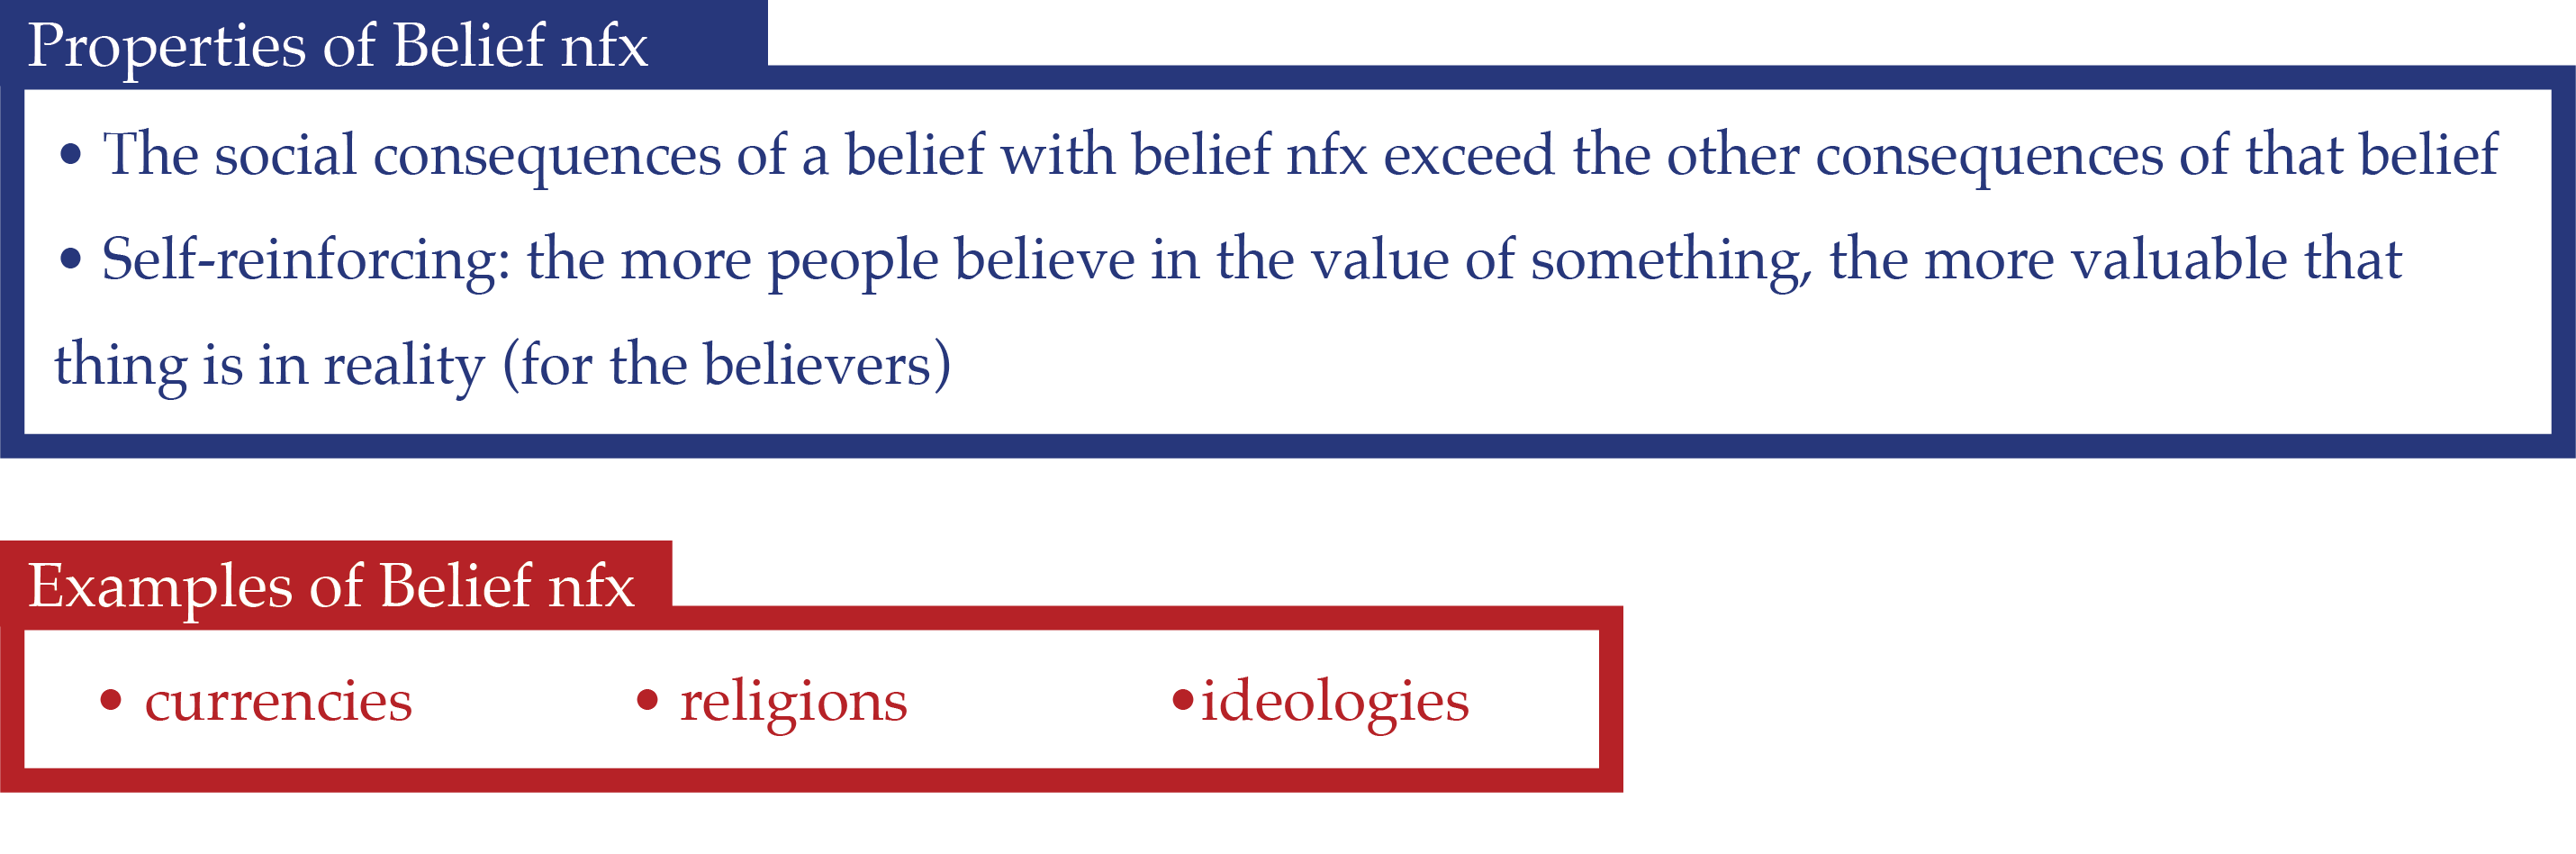 Properties of Belief nfx
• The social consequences of a belief with belief nfx exceed the other consequences of that belief
• Self-reinforcing: the more people believe in the value of something, the more valuable that
thing is in reality (for the believers)
Examples of Belief nfx
• currencies • religions •ideologies